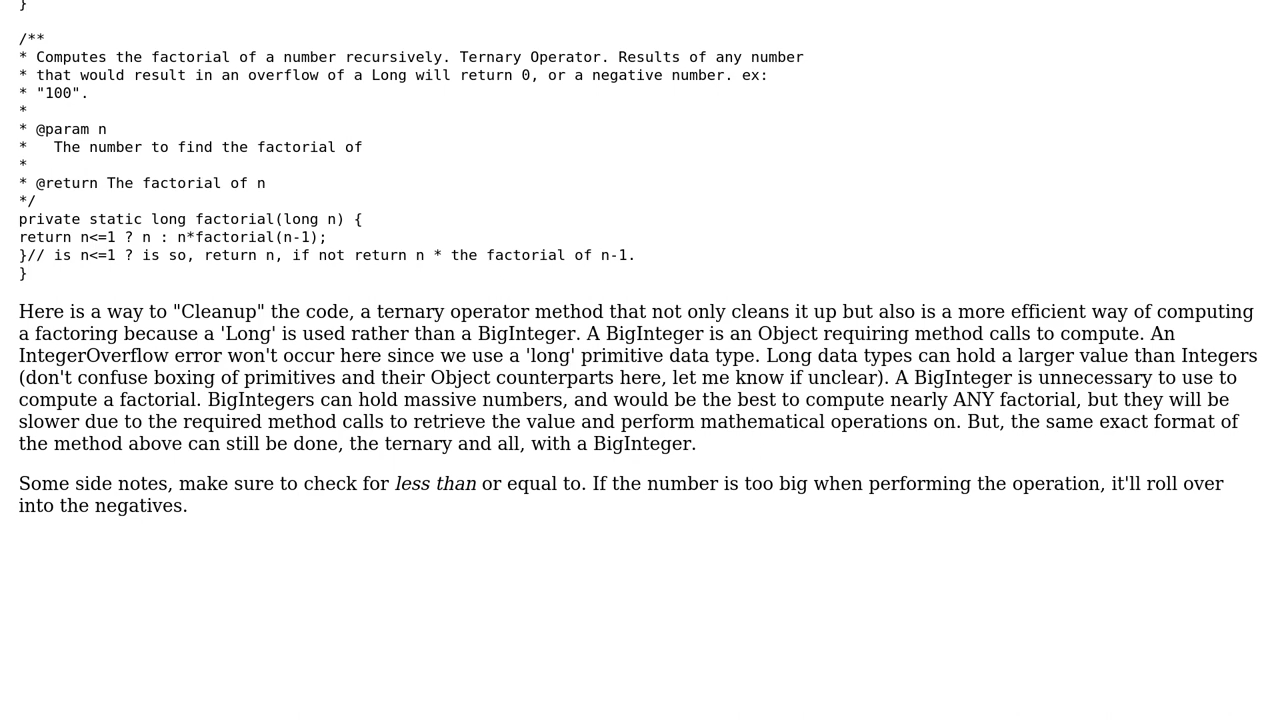 }
/**
* Computes the factorial of a number recursively. Ternary Operator. Results of any number
* that would result in an overflow of a Long will return 0, or a negative number. ex:
* "100".
*
* @param n
*   The number to find the factorial of
*
* @return The factorial of n
*/
private static long factorial(long n) {
return n<=1 ? n : n*factorial(n-1);
}// is n<=1 ? is so, return n, if not return n * the factorial of n-1.
}
Here is a way to "Cleanup" the code, a ternary operator method that not only cleans it up but also is a more efficient way of computing
a factoring because a 'Long' is used rather than a BigInteger. A BigInteger is an Object requiring method calls to compute. An
IntegerOverflow error won't occur here since we use a 'long' primitive data type. Long data types can hold a larger value than Integers
(don't confuse boxing of primitives and their Object counterparts here, let me know if unclear). A BigInteger is unnecessary to use to
compute a factorial. BigIntegers can hold massive numbers, and would be the best to compute nearly ANY factorial, but they will be
slower due to the required method calls to retrieve the value and perform mathematical operations on. But, the same exact format of
the method above can still be done, the ternary and all, with a BigInteger.
Some side notes, make sure to check for less than or equal to. If the number is too big when performing the operation, it'll roll over
into the negatives.